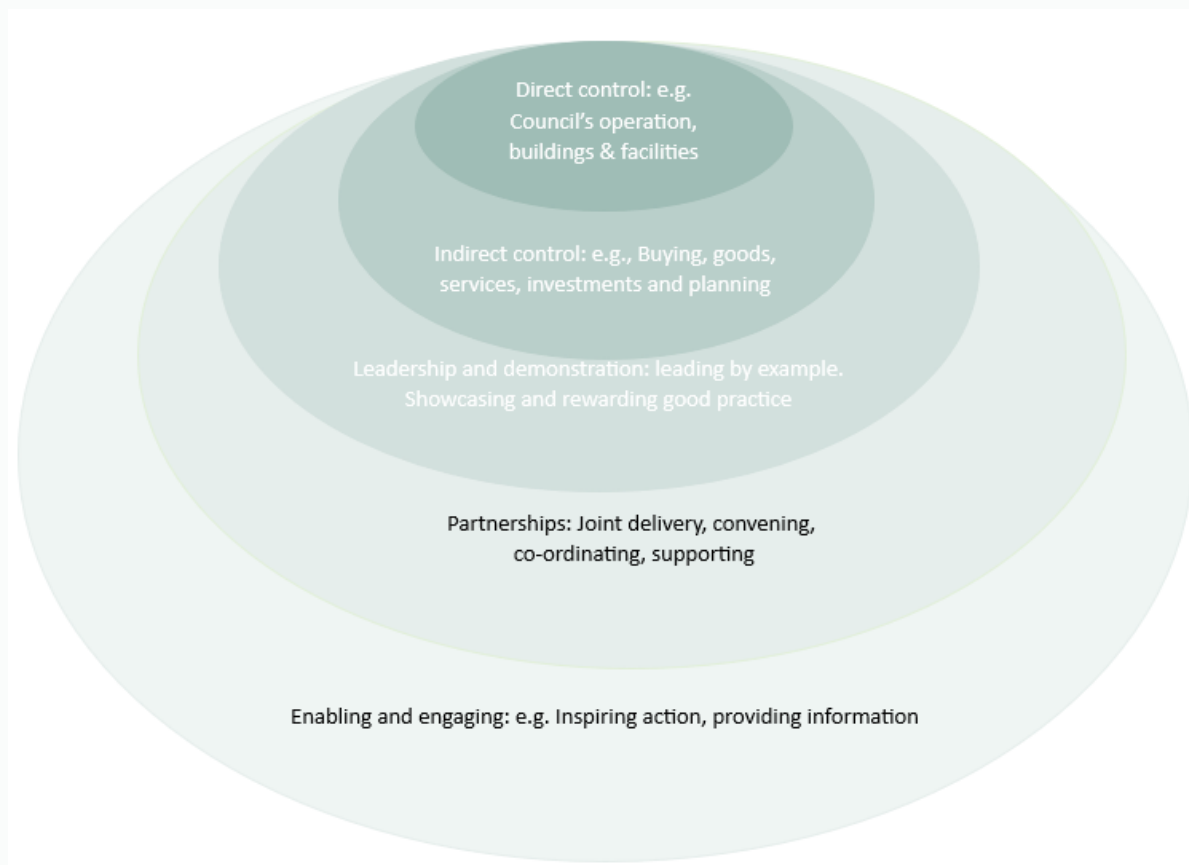 Direct control: e.g.
Council’s operation,
buildings & facilities
Indirect control: e.g., Buying, goods,
services, investments and planning
Leadership and demonstration: leading by example.
Showcasing and rewarding good practice
Partnerships: Joint delivery, convening,
co-ordinating, supporting
Enabling and engaging: e.g. Inspiring action, providing information